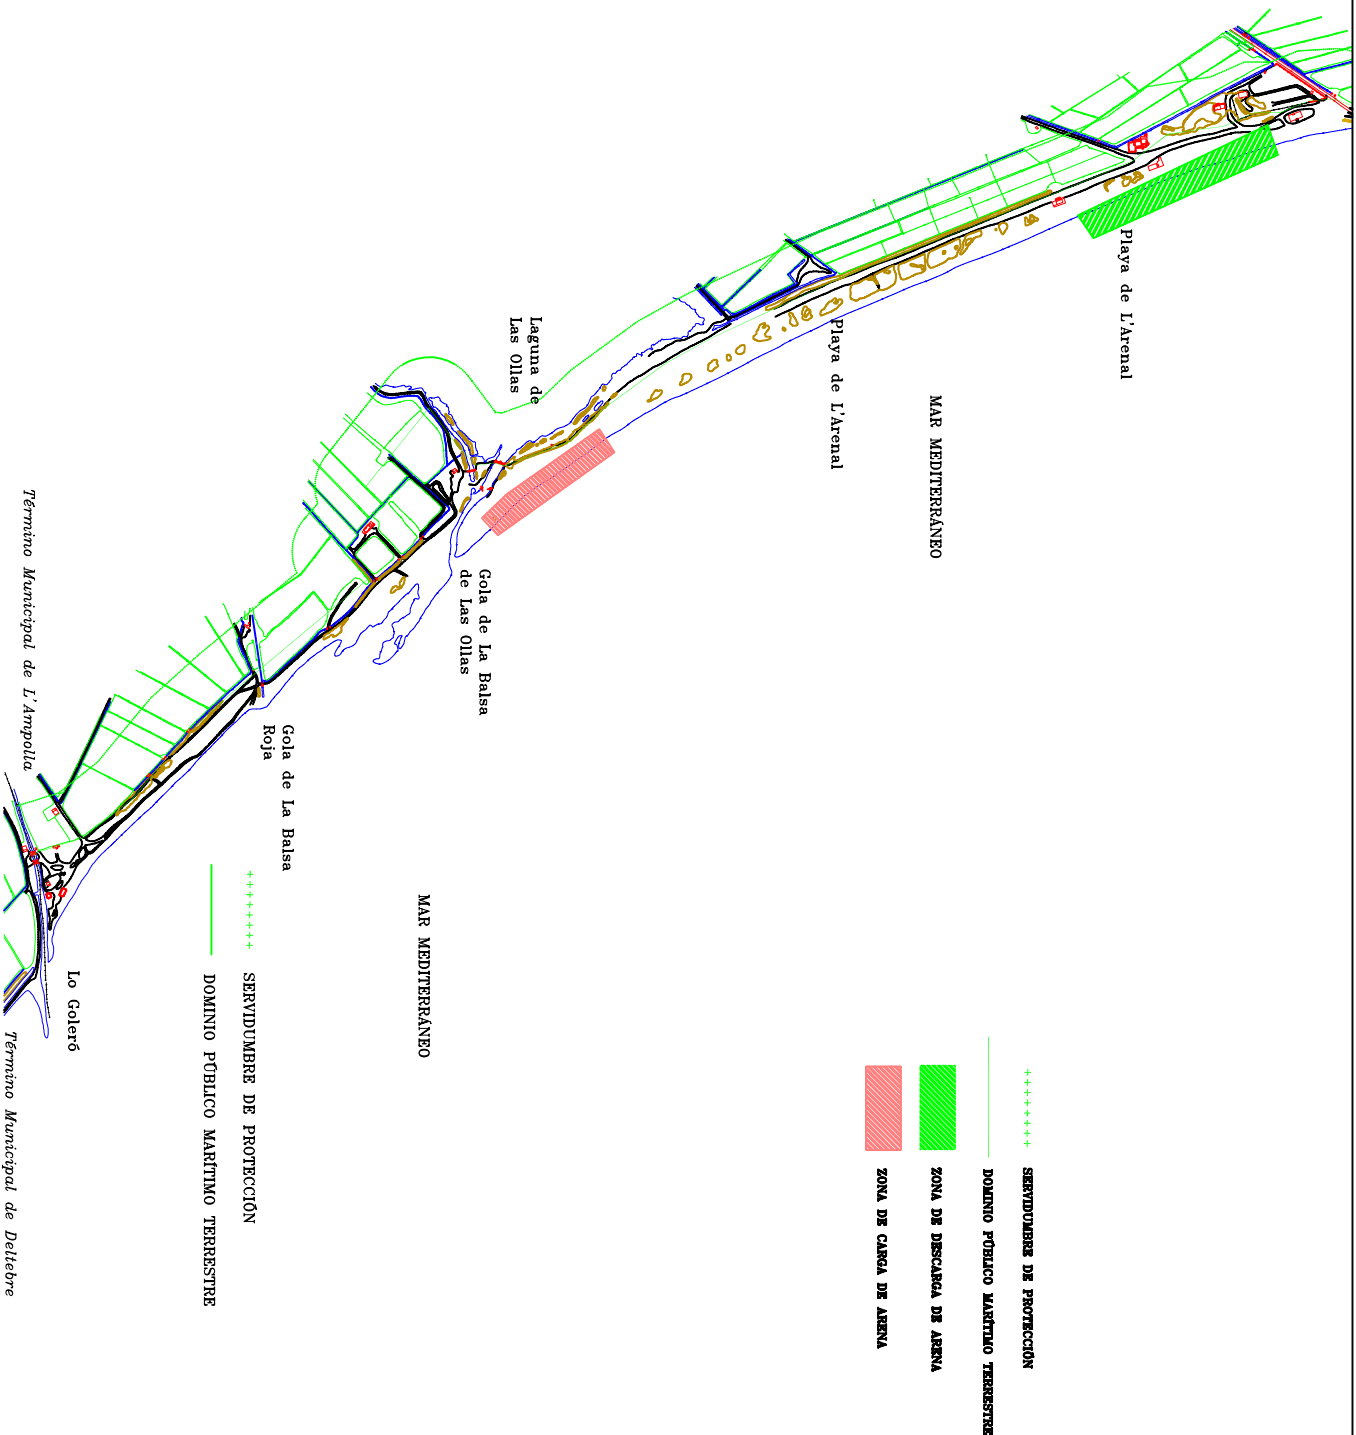 Playa de L'Arenal
MAR MEDITERRÁNEO
Playa de L'Arenal
Laguna de
Las Ollas
Gola de La Balsa
de Las Ollas
MAR MEDITERRÁNEO
Gola de La Balsa
Roja
Lo Goleró
Término Municipal de L'Ampolla
Término Municipal de Deltebre
SERVIDUMBRE DE PROTECCIÓN
DOMINIO PÚBLICO MARÍTIMO TERRESTRE
SERVIDUMBRE DE PROTECCIÓN
DOMINIO PÚBLICO MARÍTIMO TERRESTRE
ZONA DE DESCARGA DE ARENA
ZONA DE CARGA DE ARENA